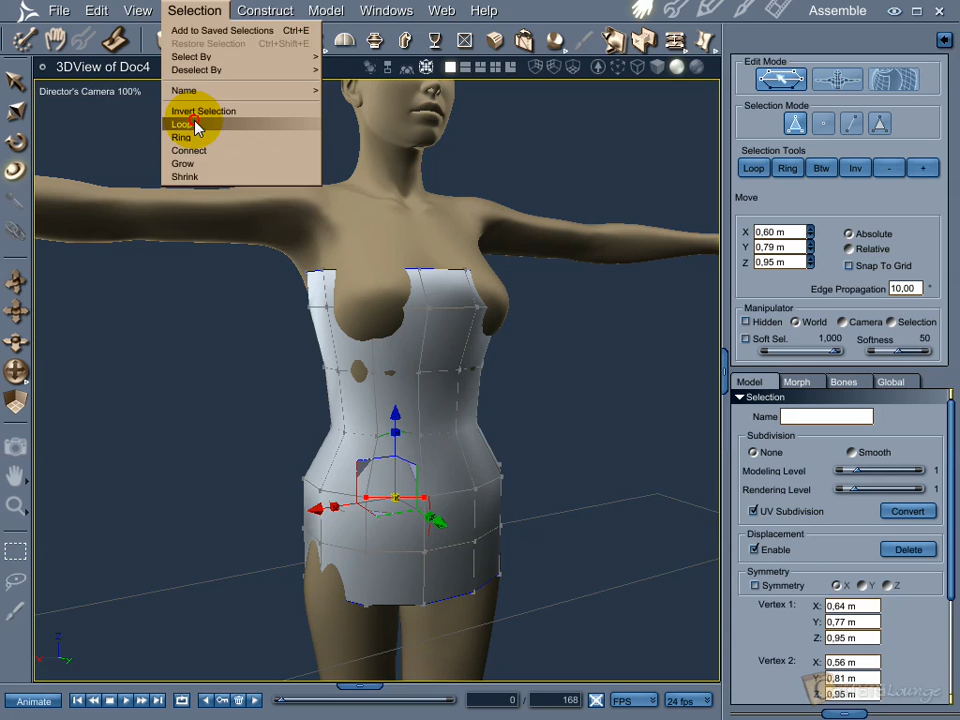 File Edit View Selection Construct Model Windows Web Help Assemble
Add to Saved Selections Ctrl+E
Restore Selection Ctrl+Shift+E
Select By
Deselect By
Name
Invert Selection
Loop
Ring
Connect
Grow
Shrink
3DView of Doc4
Director's Camera 100%
Edit Mode
Selection Mode
Selection Tools
Loop Ring Btw Inv - +
Move
X 0,60 m Absolute
Y 0,79 m Relative
Z 0,95 m Snap To Grid
Edge Propagation 10,00 °
Manipulator
Hidden World Camera Selection
Soft Sel. 1,000 Softness 50
Model Morph Bones Global
Selection
Name
Subdivision
None Smooth
Modeling Level 1
Rendering Level 1
UV Subdivision Convert
Displacement
Enable Delete
Symmetry
Symmetry X Y Z
Vertex 1: X: 0,64 m
Y: 0,77 m
Z: 0,95 m
Vertex 2: X: 0,56 m
Y: 0,81 m
Z: 0,95 m
Z
X Y
Animate 0 / 168 FPS 24 fps